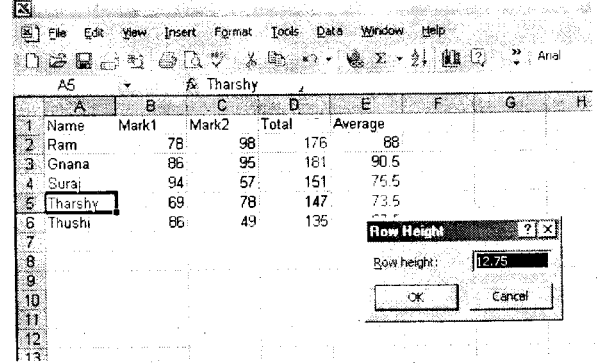 File Edit View Insert Format Tools Data Window Help
Σ Arial
A5 fx Tharshy
A B C D E F G H
1 Name Mark1 Mark2 Total Average
2 Ram 78 98 176 88
3 Gnana 86 95 181 90.5
4 Suraj 94 57 151 75.5
5 Tharshy 69 78 147 73.5
6 Thushi 86 49 135
Row Height ? X
7
Row height: 12.75
8
9
OK Cancel
10
11
12
13